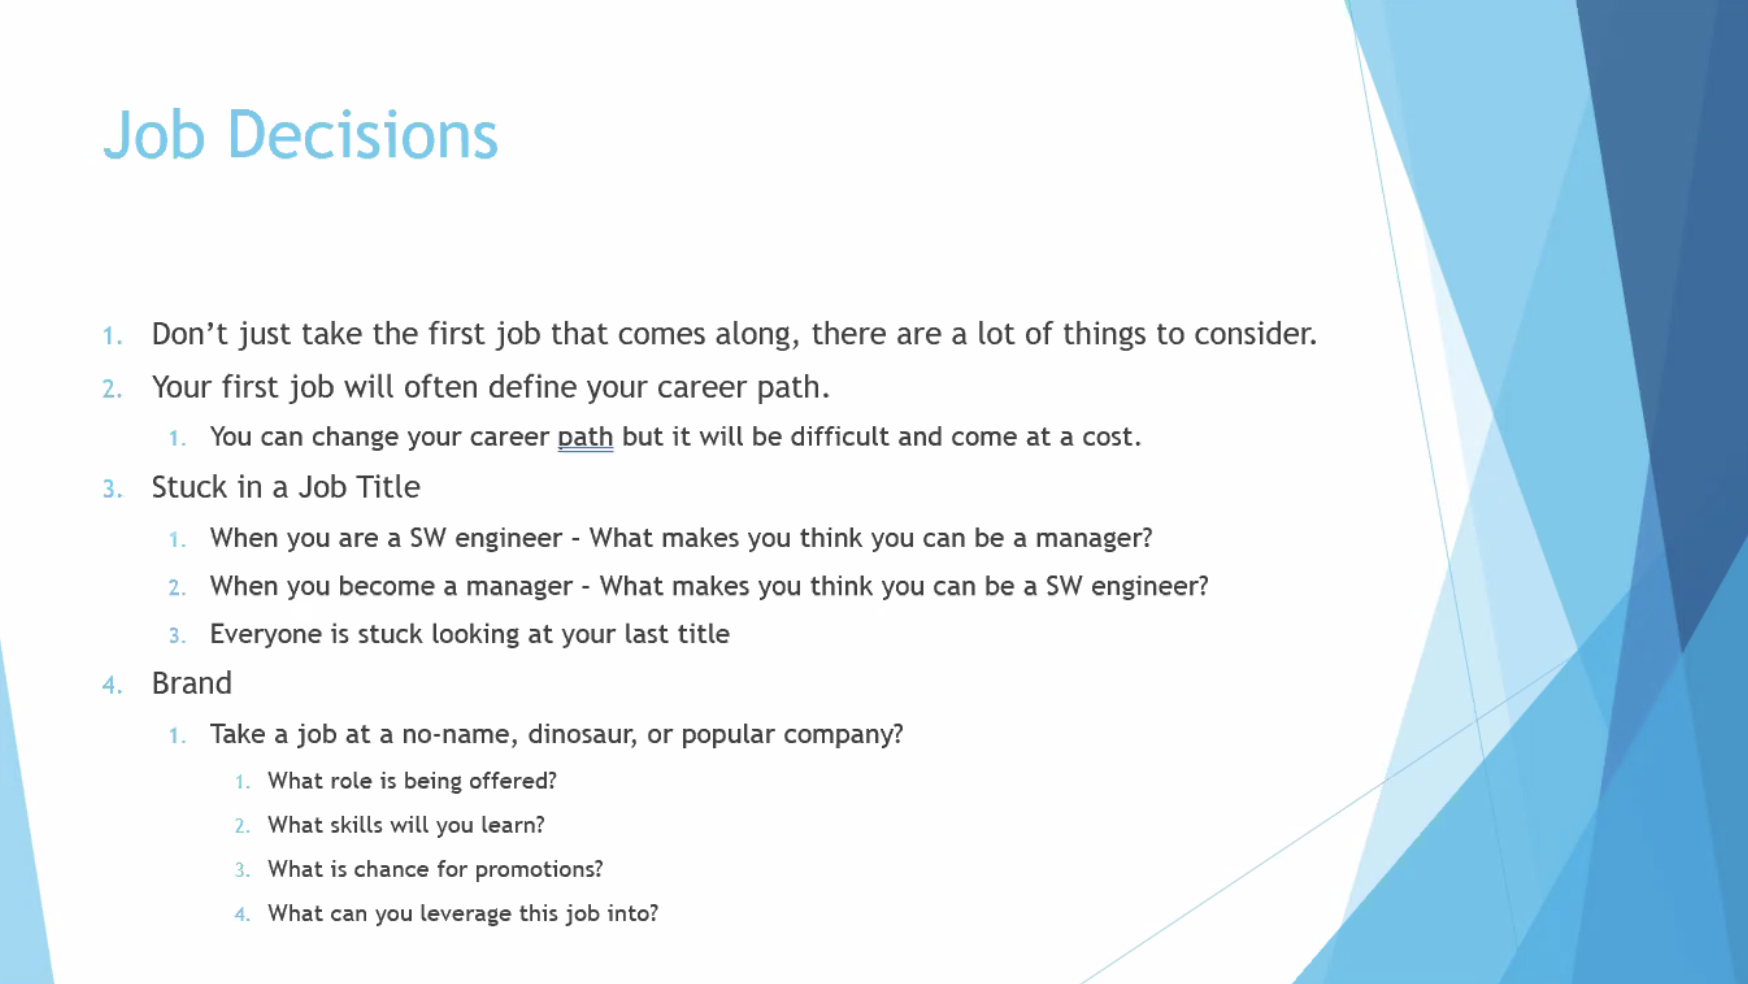 Job Decisions
1. Don’t just take the first job that comes along, there are a lot of things to consider.
2. Your first job will often define your career path.
1. You can change your career path but it will be difficult and come at a cost.
3. Stuck in a Job Title
1. When you are a SW engineer – What makes you think you can be a manager?
2. When you become a manager – What makes you think you can be a SW engineer?
3. Everyone is stuck looking at your last title
4. Brand
1. Take a job at a no-name, dinosaur, or popular company?
1. What role is being offered?
2. What skills will you learn?
3. What is chance for promotions?
4. What can you leverage this job into?